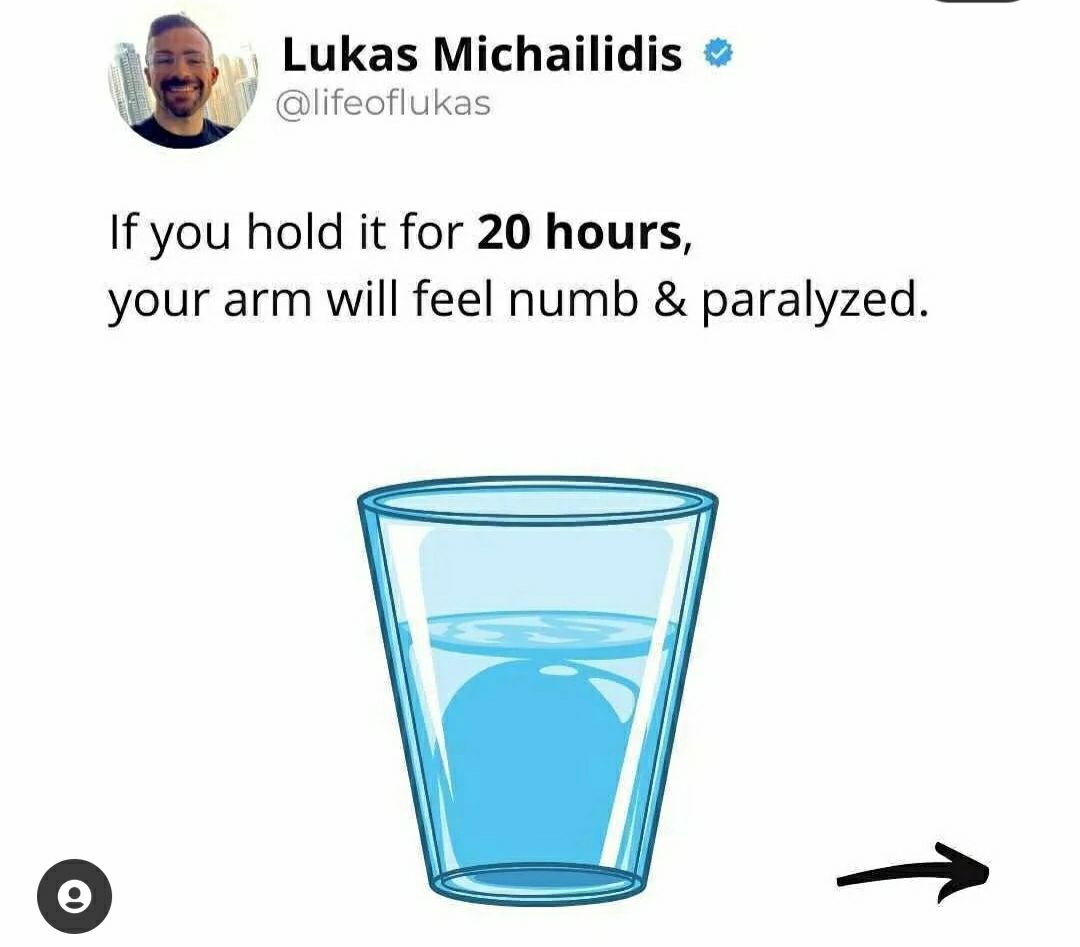 Lukas Michailidis
@lifeoflukas
If you hold it for 20 hours,
your arm will feel numb & paralyzed.